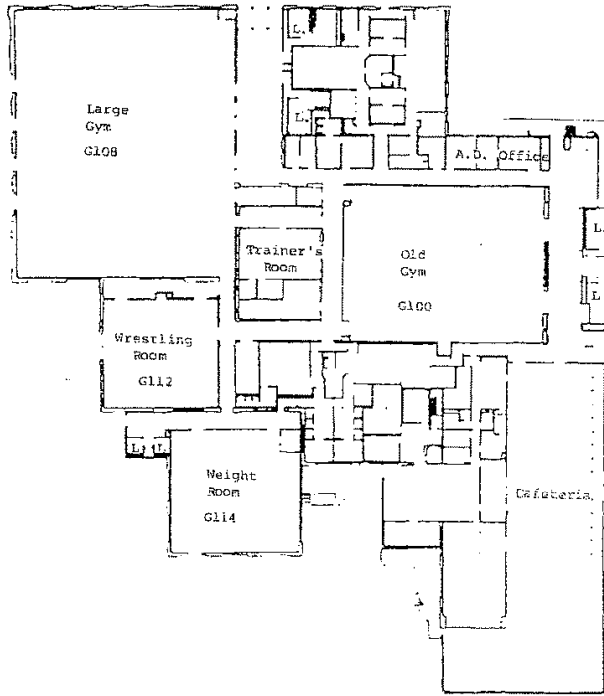 L.
Large
Gym
G108
L.
A.D. Office
Trainer's
Room
Old
Gym
G100
L.
L
Wrestling
Room
G112
L
L.
Weight
Room
G114
Cafeteria